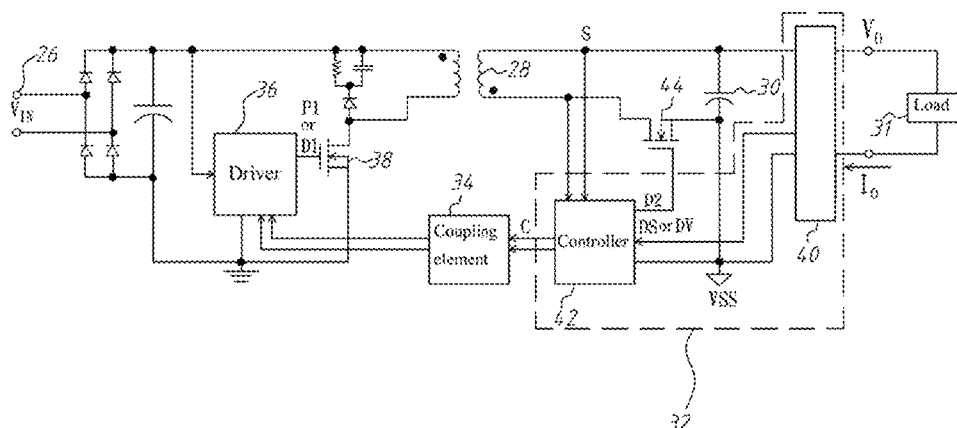 26
V_IN
36
Driver
P1
or
D1
38
28
S
44
30
V_0
31
Load
I_0
34
Coupling
element
C
D2
Controller
DS or DV
42
VSS
40
32